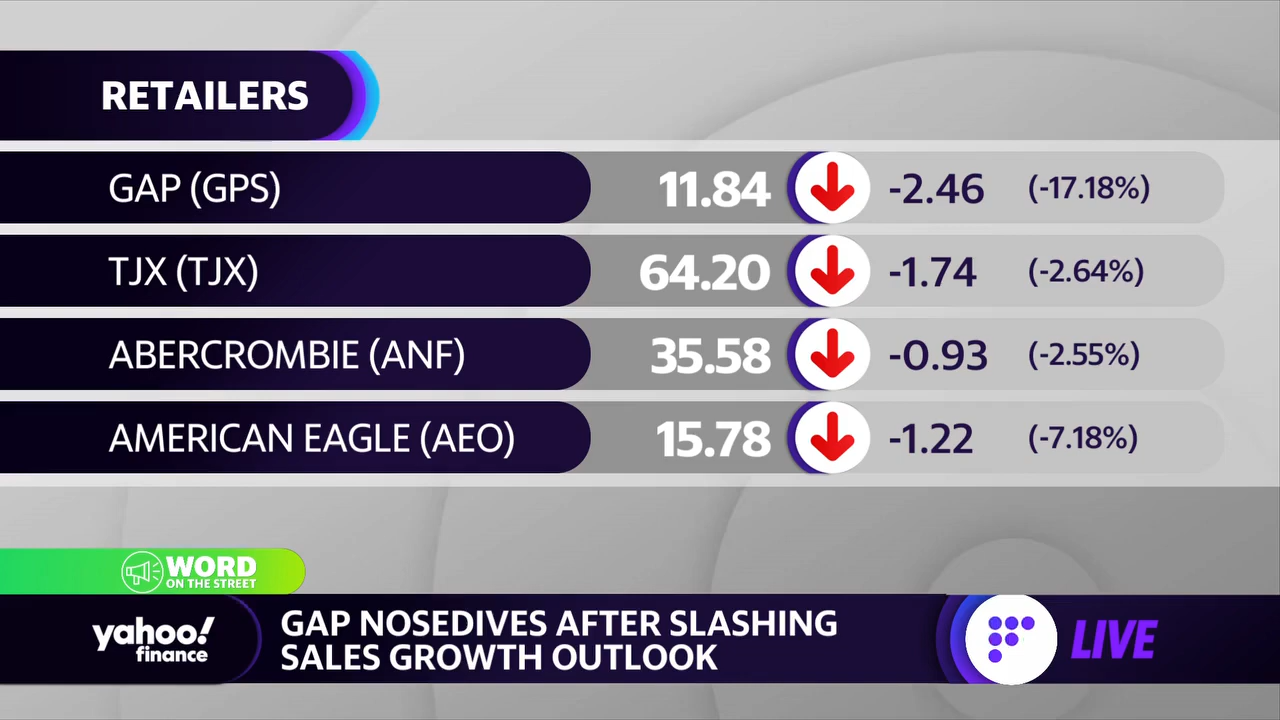 RETAILERS
GAP (GPS) 11.84 -2.46 (-17.18%)
TJX (TJX) 64.20 -1.74 (-2.64%)
ABERCROMBIE (ANF) 35.58 -0.93 (-2.55%)
AMERICAN EAGLE (AEO) 15.78 -1.22 (-7.18%)
WORD
ON THE STREET
yahoo!
finance
GAP NOSEDIVES AFTER SLASHING
SALES GROWTH OUTLOOK
LIVE